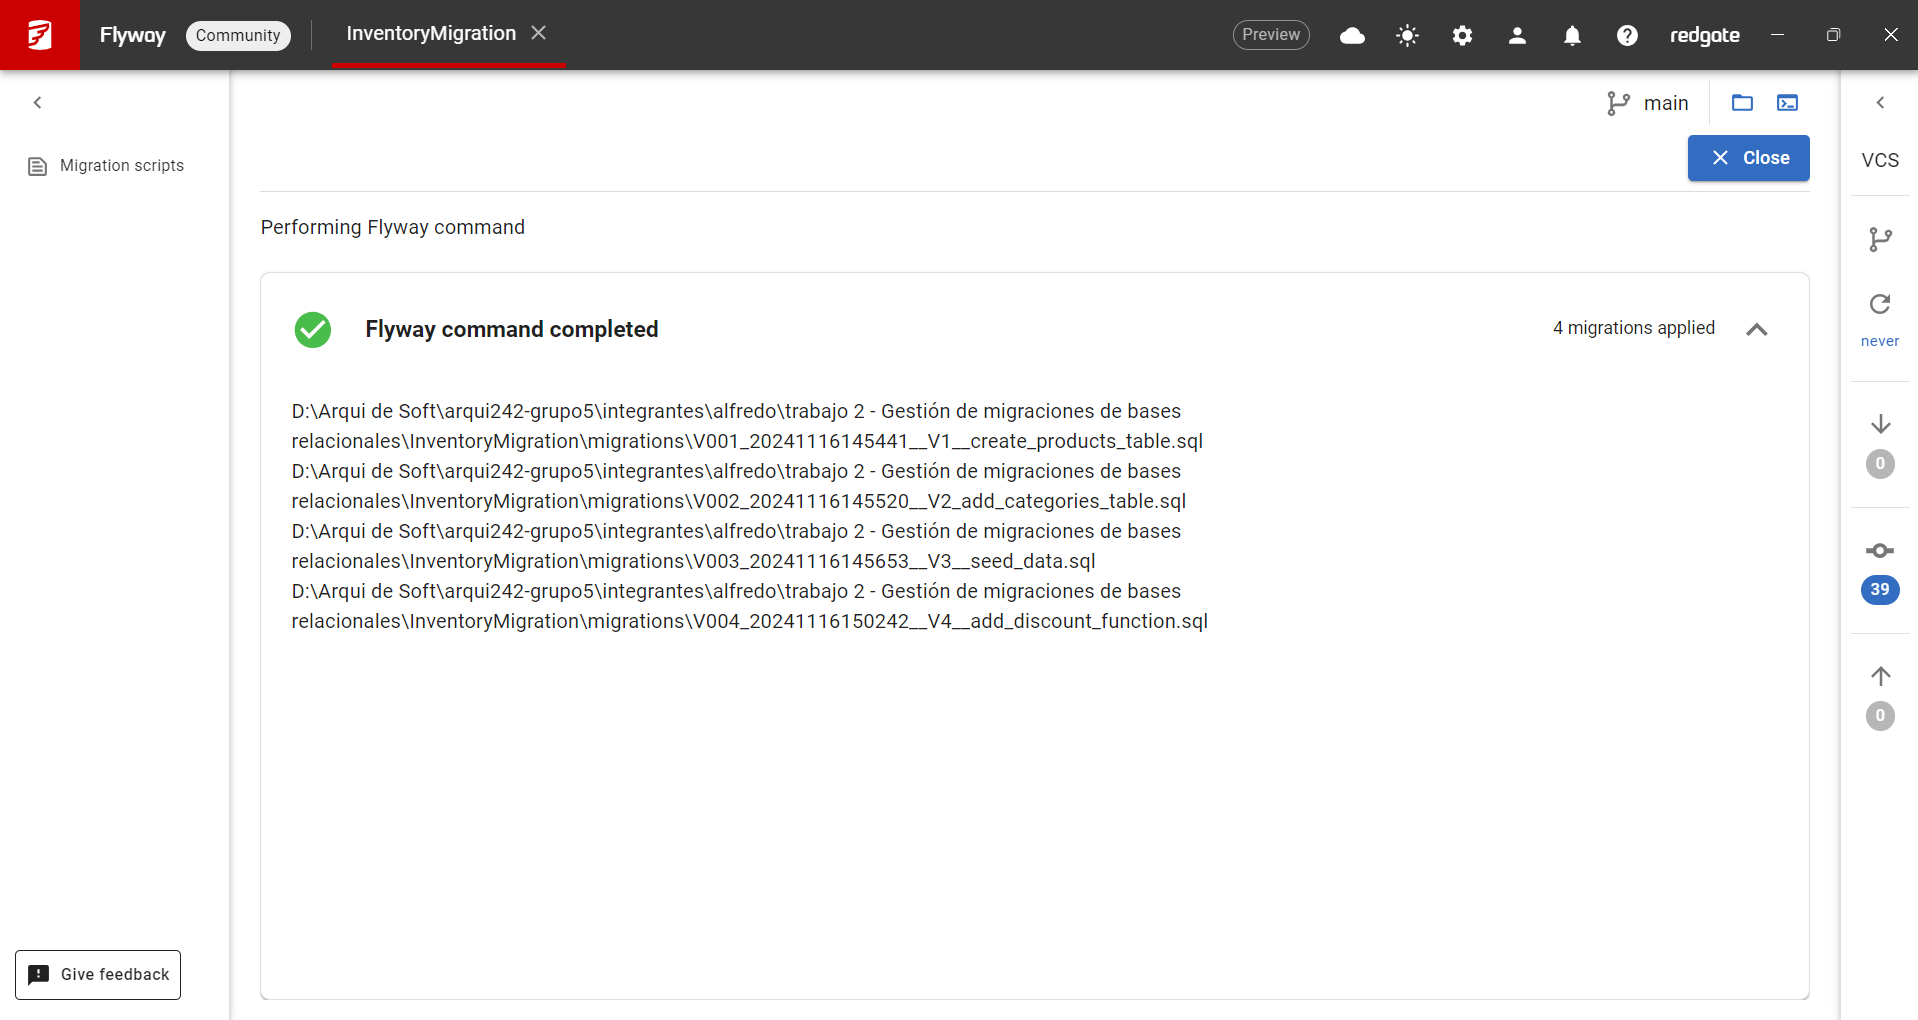 Flyway Community InventoryMigration Preview redgate
main
Migration scripts
Close
VCS
Performing Flyway command
Flyway command completed
4 migrations applied
never
D:\Arqui de Soft\arqui242-grupo5\integrantes\alfredo\trabajo 2 - Gestión de migraciones de bases
relacionales\InventoryMigration\migrations\V001_20241116145441__V1__create_products_table.sql
D:\Arqui de Soft\arqui242-grupo5\integrantes\alfredo\trabajo 2 - Gestión de migraciones de bases
relacionales\InventoryMigration\migrations\V002_20241116145520__V2_add_categories_table.sql
D:\Arqui de Soft\arqui242-grupo5\integrantes\alfredo\trabajo 2 - Gestión de migraciones de bases
relacionales\InventoryMigration\migrations\V003_20241116145653__V3__seed_data.sql
D:\Arqui de Soft\arqui242-grupo5\integrantes\alfredo\trabajo 2 - Gestión de migraciones de bases
relacionales\InventoryMigration\migrations\V004_20241116150242__V4__add_discount_function.sql
0
39
0
Give feedback